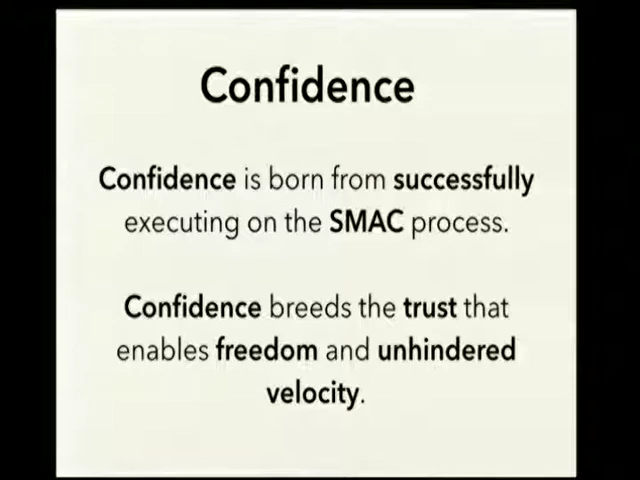 Confidence
Confidence is born from successfully
executing on the SMAC process.
Confidence breeds the trust that
enables freedom and unhindered
velocity.